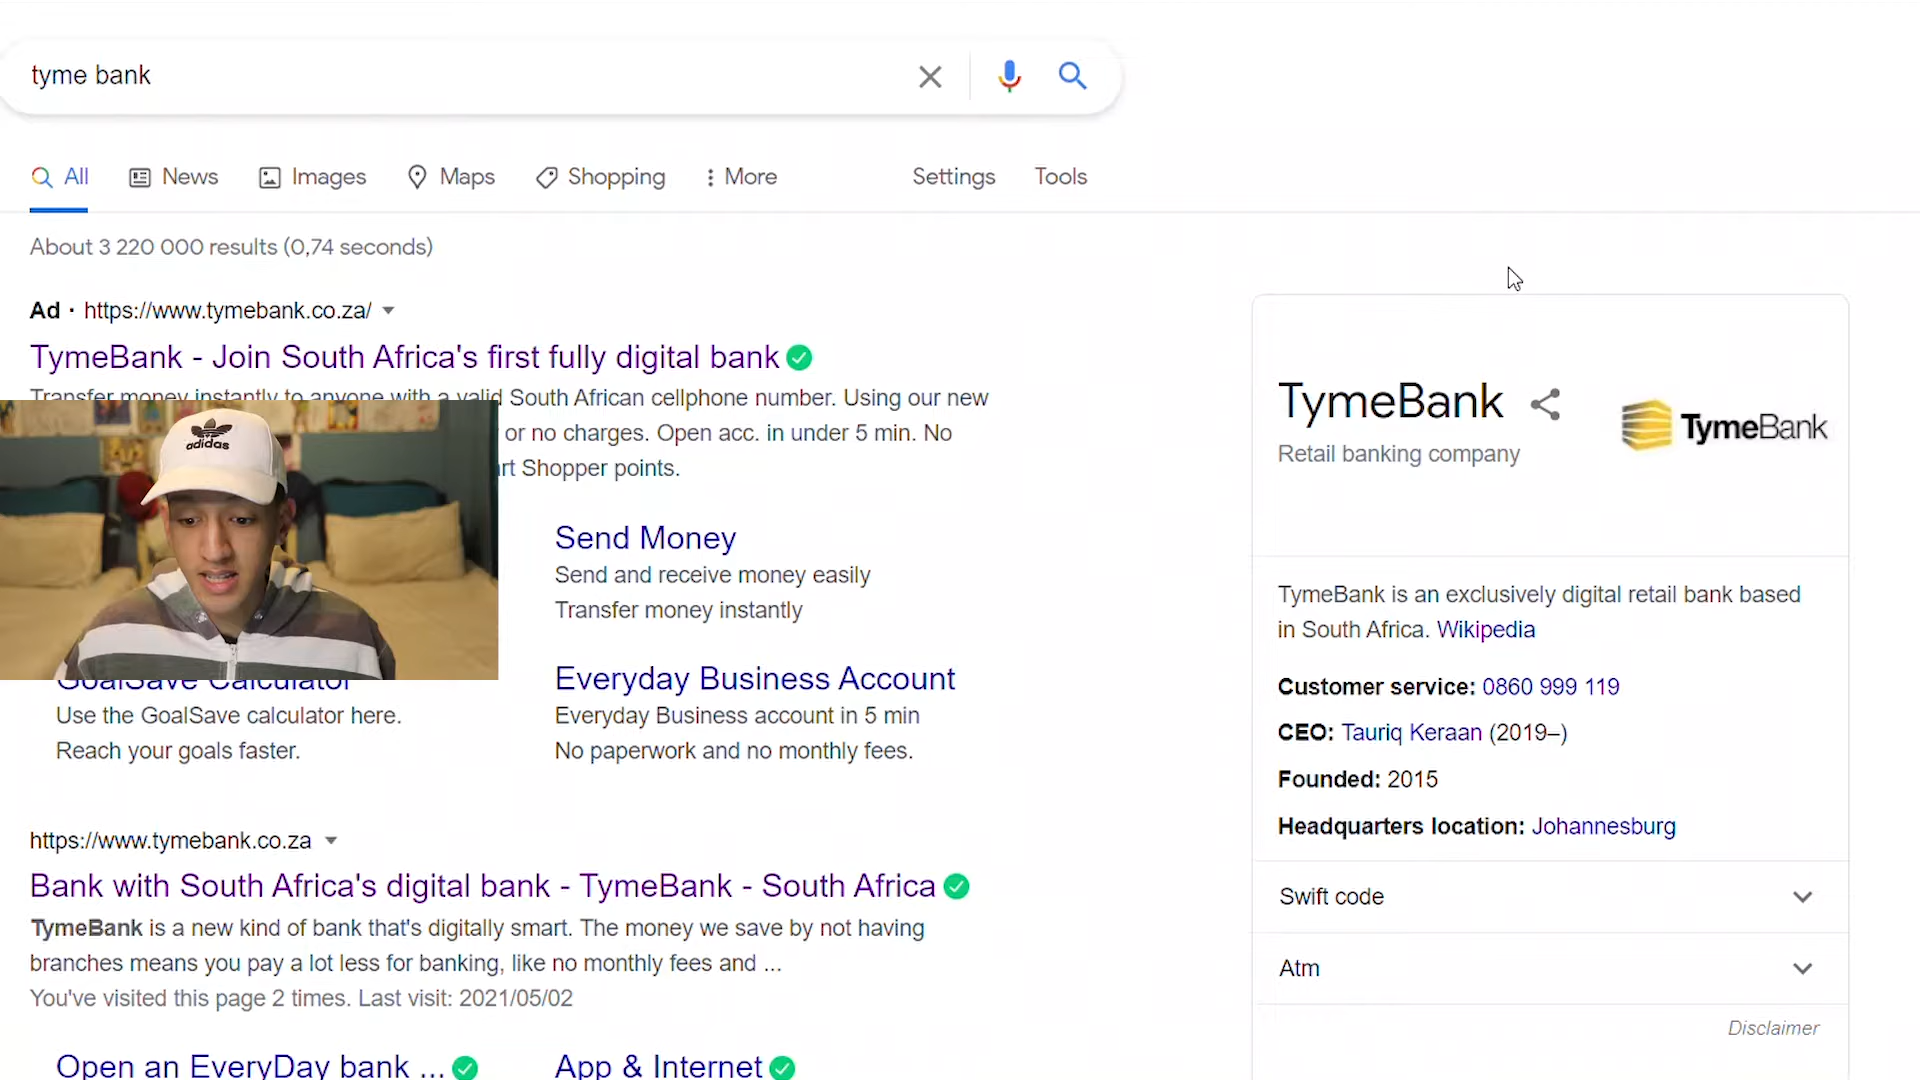 tyme bank
All
News
Images
Maps
Shopping
More
Settings
Tools
About 3 220 000 results (0,74 seconds)
Ad · https://www.tymebank.co.za/
TymeBank - Join South Africa's first fully digital bank
Transfer money instantly to anyone with a valid South African cellphone number. Using our new
or no charges. Open acc. in under 5 min. No
Shopper points.
adidas
Send Money
Send and receive money easily
Transfer money instantly
GoalSave Calculator
Use the GoalSave calculator here.
Reach your goals faster.
Everyday Business Account
Everyday Business account in 5 min
No paperwork and no monthly fees.
https://www.tymebank.co.za
Bank with South Africa's digital bank - TymeBank - South Africa
TymeBank is a new kind of bank that's digitally smart. The money we save by not having
branches means you pay a lot less for banking, like no monthly fees and ...
You've visited this page 2 times. Last visit: 2021/05/02
Open an EveryDay bank ...
App & Internet
TymeBank
Retail banking company
TymeBank
TymeBank is an exclusively digital retail bank based
in South Africa. Wikipedia
Customer service: 0860 999 119
CEO: Tauriq Keraan (2019–)
Founded: 2015
Headquarters location: Johannesburg
Swift code
Atm
Disclaimer